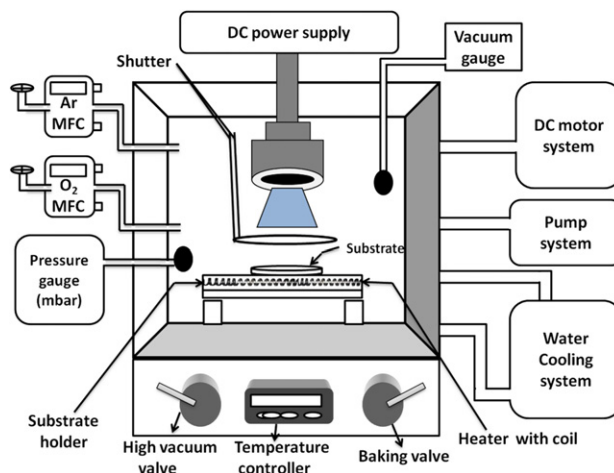 DC power supply
Vacuum
gauge
Shutter
Ar
MFC
DC motor
system
O₂
MFC
Pump
system
Substrate
Pressure
gauge
(mbar)
Water
Cooling
system
Substrate
holder
High vacuum
valve
Temperature
controller
Baking valve
Heater with coil